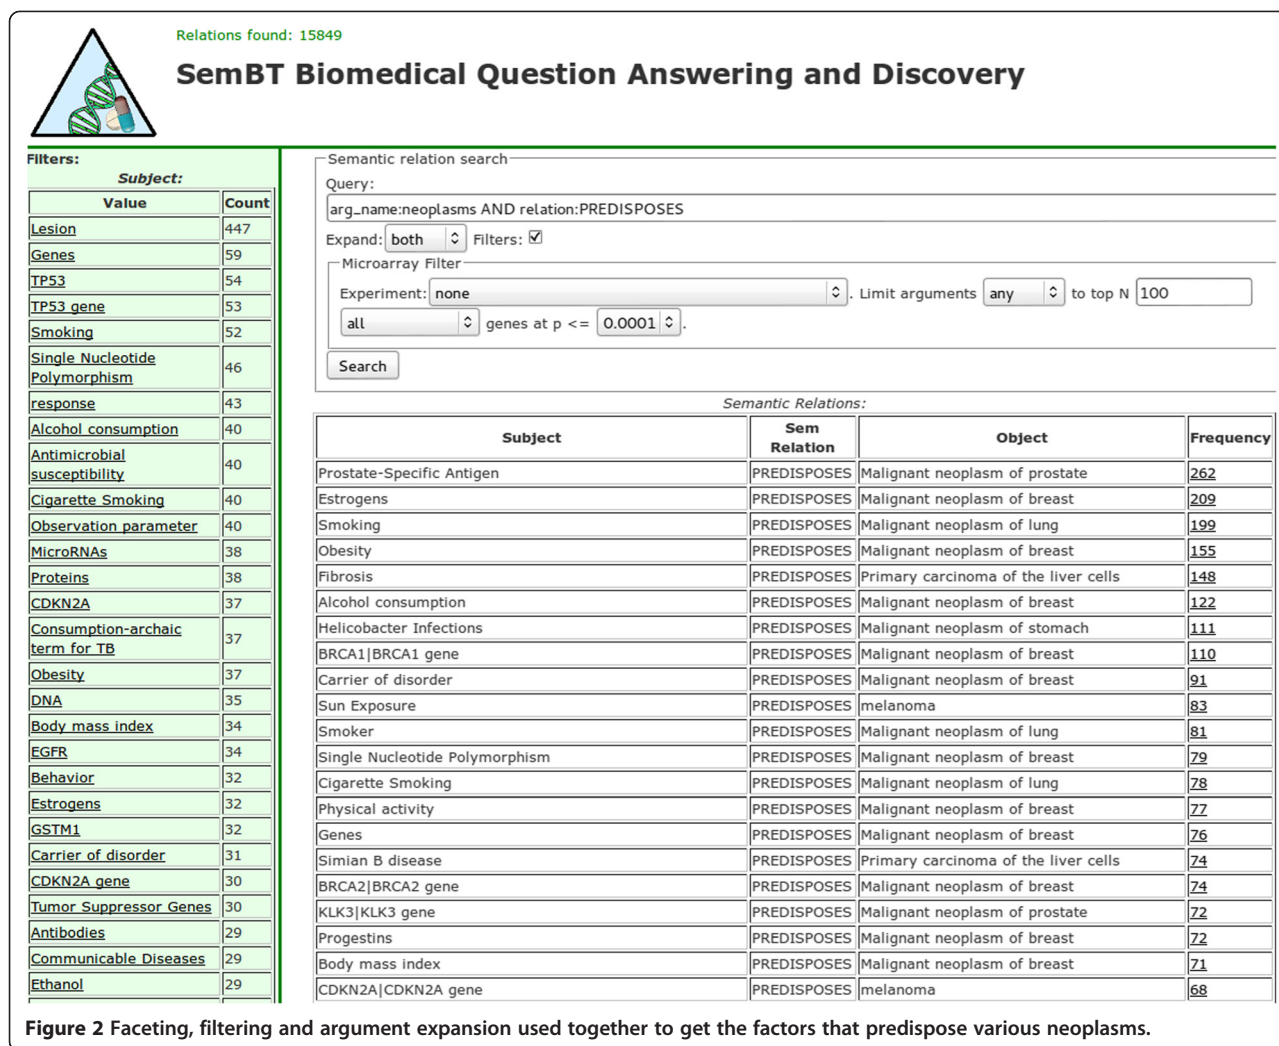 Relations found: 15849
SemBT Biomedical Question Answering and Discovery
Filters:
Subject:
Value Count
Lesion 447
Genes 59
TP53 54
TP53 gene 53
Smoking 52
Single Nucleotide
Polymorphism 46
response 43
Alcohol consumption 40
Antimicrobial
susceptibility 40
Cigarette Smoking 40
Observation parameter 40
MicroRNAs 38
Proteins 38
CDKN2A 37
Consumption-archaic
term for TB 37
Obesity 37
DNA 35
Body mass index 34
EGFR 34
Behavior 32
Estrogens 32
GSTM1 32
Carrier of disorder 31
CDKN2A gene 30
Tumor Suppressor Genes 30
Antibodies 29
Communicable Diseases 29
Ethanol 29
Semantic relation search
Query:
arg_name:neoplasms AND relation:PREDISPOSES
Expand: both Filters:
Microarray Filter
Experiment: none . Limit arguments any to top N 100
all genes at p <= 0.0001 .
Search
Semantic Relations:
Subject Sem Relation Object Frequency
Prostate-Specific Antigen PREDISPOSES Malignant neoplasm of prostate 262
Estrogens PREDISPOSES Malignant neoplasm of breast 209
Smoking PREDISPOSES Malignant neoplasm of lung 199
Obesity PREDISPOSES Malignant neoplasm of breast 155
Fibrosis PREDISPOSES Primary carcinoma of the liver cells 148
Alcohol consumption PREDISPOSES Malignant neoplasm of breast 122
Helicobacter Infections PREDISPOSES Malignant neoplasm of stomach 111
BRCA1|BRCA1 gene PREDISPOSES Malignant neoplasm of breast 110
Carrier of disorder PREDISPOSES Malignant neoplasm of breast 91
Sun Exposure PREDISPOSES melanoma 83
Smoker PREDISPOSES Malignant neoplasm of lung 81
Single Nucleotide Polymorphism PREDISPOSES Malignant neoplasm of breast 79
Cigarette Smoking PREDISPOSES Malignant neoplasm of lung 78
Physical activity PREDISPOSES Malignant neoplasm of breast 77
Genes PREDISPOSES Malignant neoplasm of breast 76
Simian B disease PREDISPOSES Primary carcinoma of the liver cells 74
BRCA2|BRCA2 gene PREDISPOSES Malignant neoplasm of breast 74
KLK3|KLK3 gene PREDISPOSES Malignant neoplasm of prostate 72
Progestins PREDISPOSES Malignant neoplasm of breast 72
Body mass index PREDISPOSES Malignant neoplasm of breast 71
CDKN2A|CDKN2A gene PREDISPOSES melanoma 68
Figure 2 Faceting, filtering and argument expansion used together to get the factors that predispose various neoplasms.